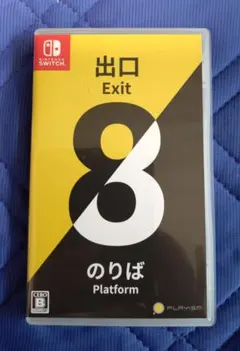 NINTENDO
SWITCH
出口
Exit
8
のりば
Platform
CERO
B
PLAYISM